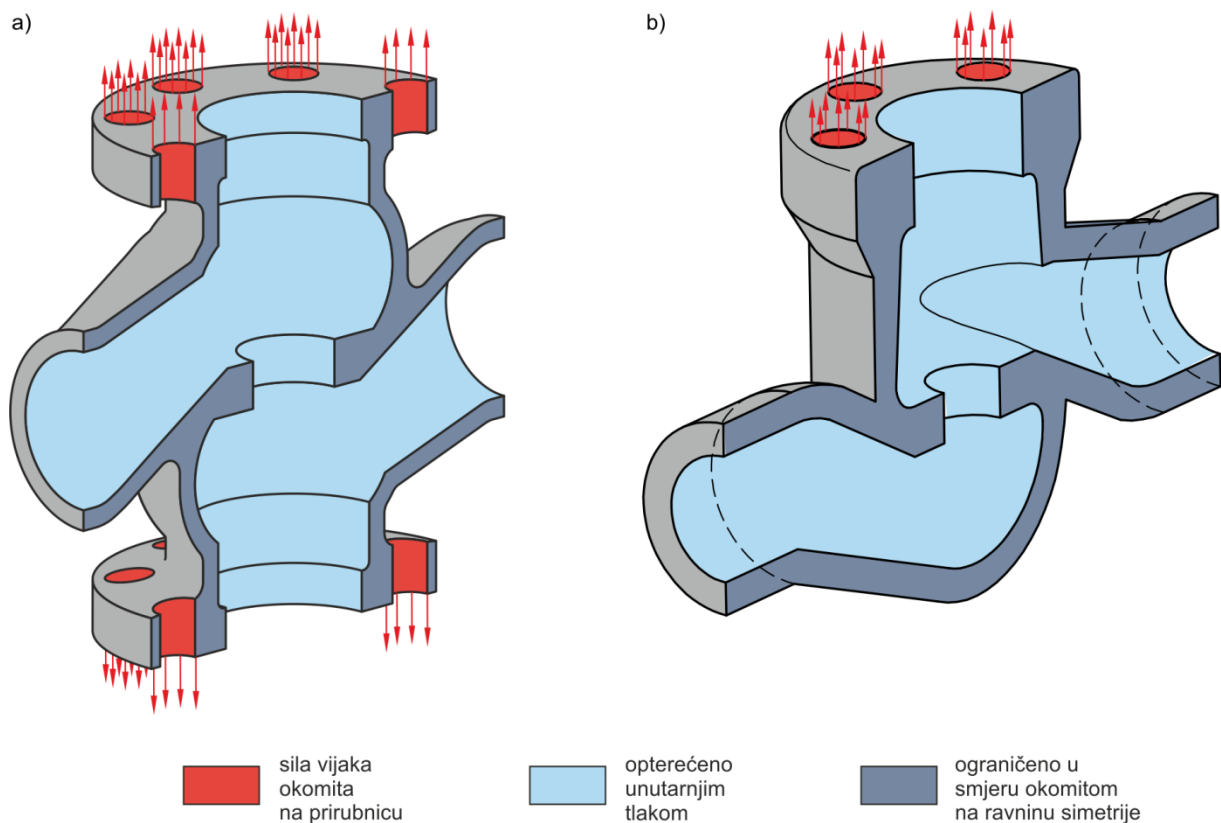 a)
b)
sila vijaka
okomita
na prirubnicu
opterećeno
unutarnjim
tlakom
ograničeno u
smjeru okomitom
na ravninu simetrije